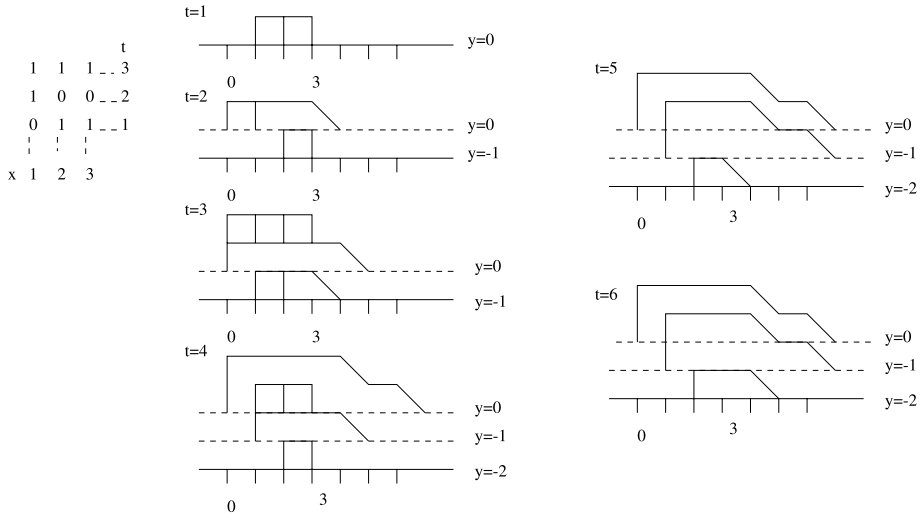 t
1 1 1 3
1 0 0 2
0 1 1 1
x 1 2 3
t=1
y=0
0 3
t=2
y=0
y=-1
0 3
t=3
y=0
y=-1
0 3
t=4
y=0
y=-1
y=-2
0 3
t=5
y=0
y=-1
y=-2
0 3
t=6
y=0
y=-1
y=-2
0 3